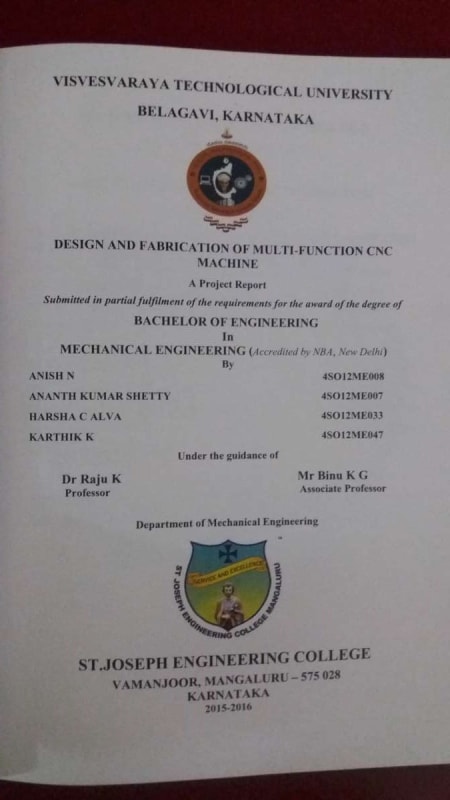 VISVESVARAYA TECHNOLOGICAL UNIVERSITY
BELAGAVI, KARNATAKA
DESIGN AND FABRICATION OF MULTI-FUNCTION CNC
MACHINE
A Project Report
Submitted in partial fulfilment of the requirements for the award of the degree of
BACHELOR OF ENGINEERING
In
MECHANICAL ENGINEERING (Accredited by NBA, New Delhi)
By
ANISH N 4SO12ME008
ANANTH KUMAR SHETTY 4SO12ME007
HARSHA C ALVA 4SO12ME033
KARTHIK K 4SO12ME047
Under the guidance of
Dr Raju K Mr Binu K G
Professor Associate Professor
Department of Mechanical Engineering
SERVICE AND EXCELLENCE
ST JOSEPH ENGINEERING COLLEGE MANGALURU
ST.JOSEPH ENGINEERING COLLEGE
VAMANJOOR, MANGALURU – 575 028
KARNATAKA
2015-2016